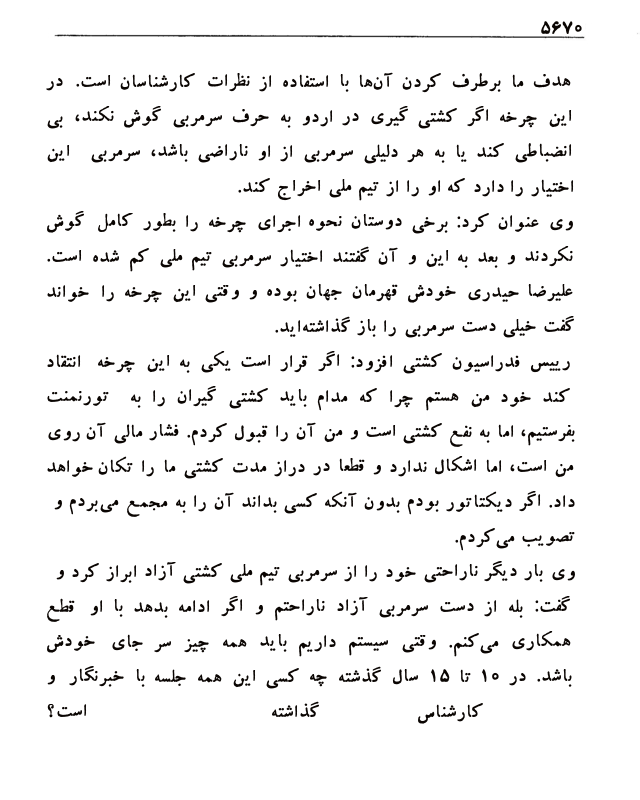 ۵۶۷۰
هدف ما برطرف کردن آن‌ها با استفاده از نظرات کارشناسان است. در
این چرخه اگر کشتی گیری در اردو به حرف سرمربی گوش نکند، بی
انضباطی کند یا به هر دلیلی سرمربی از او ناراضی باشد، سرمربی این
اختیار را دارد که او را از تیم ملی اخراج کند.
وی عنوان کرد: برخی دوستان نحوه اجرای چرخه را بطور کامل گوش
نکردند و بعد به این و آن گفتند اختیار سرمربی تیم ملی کم شده است.
علیرضا حیدری خودش قهرمان جهان بوده و وقتی این چرخه را خواند
گفت خیلی دست سرمربی را باز گذاشته‌اید.
رییس فدراسیون کشتی افزود: اگر قرار است یکی به این چرخه انتقاد
کند خود من هستم چرا که مدام باید کشتی گیران را به تورنمنت
بفرستیم، اما به نفع کشتی است و من آن را قبول کردم. فشار مالی آن روی
من است، اما اشکال ندارد و قطعا در دراز مدت کشتی ما را تکان خواهد
داد. اگر دیکتاتور بودم بدون آنکه کسی بداند آن را به مجمع می‌بردم و
تصویب می‌کردم.
وی بار دیگر ناراحتی خود را از سرمربی تیم ملی کشتی آزاد ابراز کرد و
گفت: بله از دست سرمربی آزاد ناراحتم و اگر ادامه بدهد با او قطع
همکاری می‌کنم. وقتی سیستم داریم باید همه چیز سر جای خودش
باشد. در ۱۰ تا ۱۵ سال گذشته چه کسی این همه جلسه با خبرنگار و
کارشناس گذاشته است؟